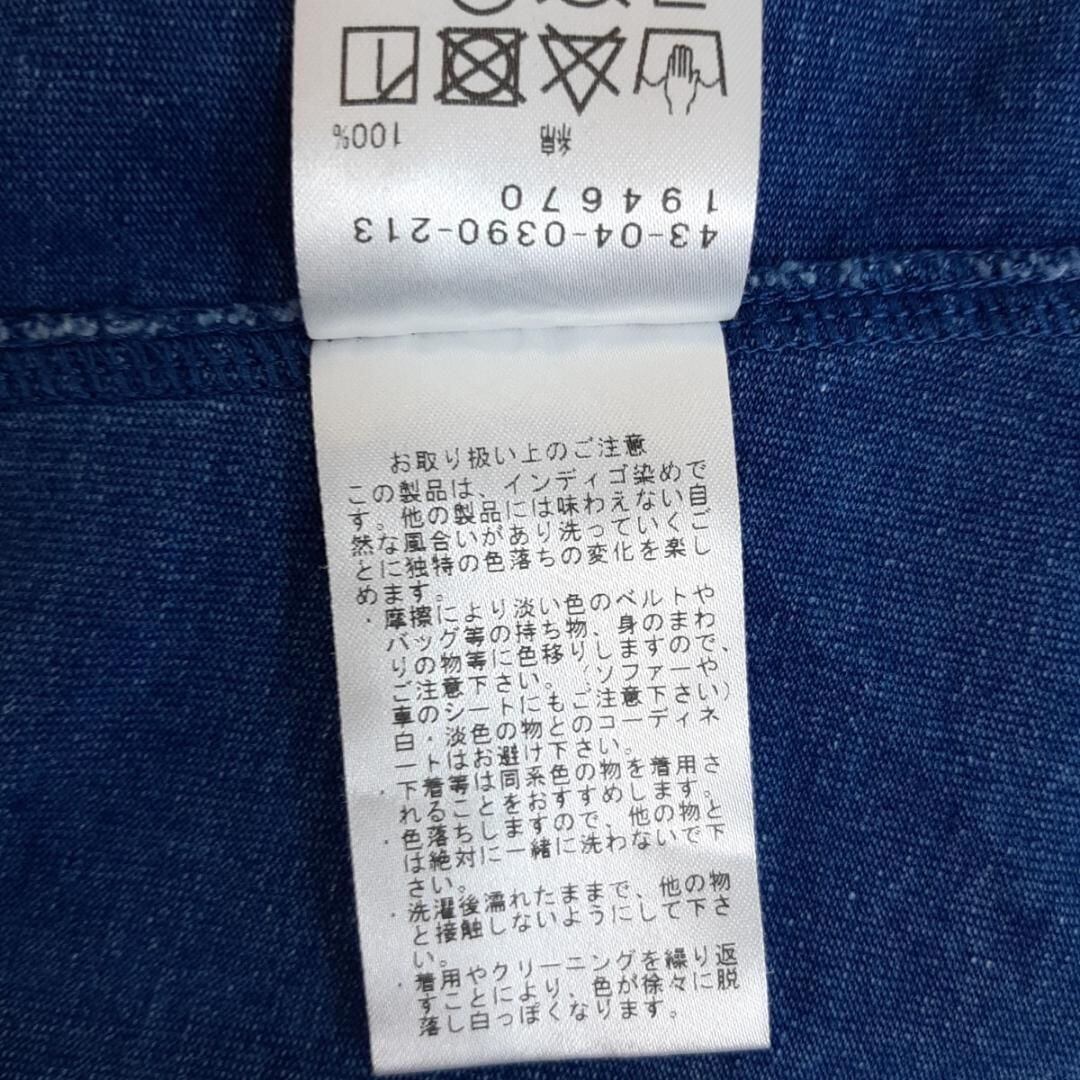 43-04-0390-213
194670
綿 100%
お取り扱い上のご注意
この製品は、インディゴ染めで
す。他の製品には味わえない自
然な風合いがあり洗っていくご
とに独特の色落ちの変化を楽し
めます。
・摩擦により淡い色のベルトや
バッグ等の持ち物、身のまわ
りの物等に色移りしますので、
ご注意下さい。(ソファーや
車のシートにもご注意下さい)
白・淡色の物とのコーディネ
ートはお避け下さい。
・下着等は同系色の物を着用さ
れることをおすすめします。
・色落ちしますので、他の物と
は絶対に一緒に洗わないで下
さい。
・洗濯後濡れたままで、他の物
と接触しないようにして下さ
い。
・着用やクリーニングを繰り返
すことにより、色が徐々に脱
落し白っぽくなります。